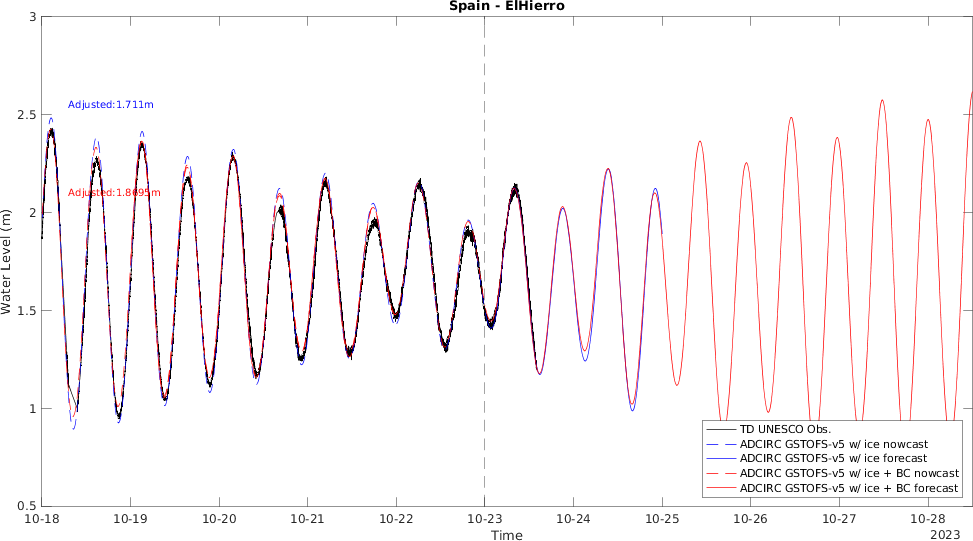 Spain - ElHierro
3
2.5
2
1.5
1
0.5
Water Level (m)
Adjusted:1.711m
Adjusted:1.8695m
TD UNESCO Obs.
ADCIRC GSTOFS-v5 w/ ice nowcast
ADCIRC GSTOFS-v5 w/ ice forecast
ADCIRC GSTOFS-v5 w/ ice + BC nowcast
ADCIRC GSTOFS-v5 w/ ice + BC forecast
10-18 10-19 10-20 10-21 10-22 10-23 10-24 10-25 10-26 10-27 10-28
Time
2023